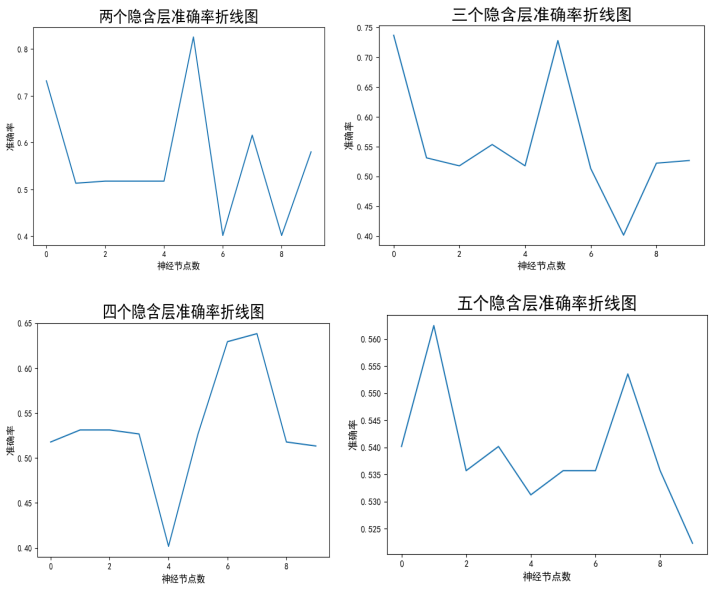 两个隐含层准确率折线图
0.8
0.7
0.6
0.5
0.4
准确率
0 2 4 6 8
神经节点数
三个隐含层准确率折线图
0.75
0.70
0.65
0.60
0.55
0.50
0.45
0.40
准确率
0 2 4 6 8
神经节点数
四个隐含层准确率折线图
0.65
0.60
0.55
0.50
0.45
0.40
准确率
0 2 4 6 8
神经节点数
五个隐含层准确率折线图
0.560
0.555
0.550
0.545
0.540
0.535
0.530
0.525
准确率
0 2 4 6 8
神经节点数